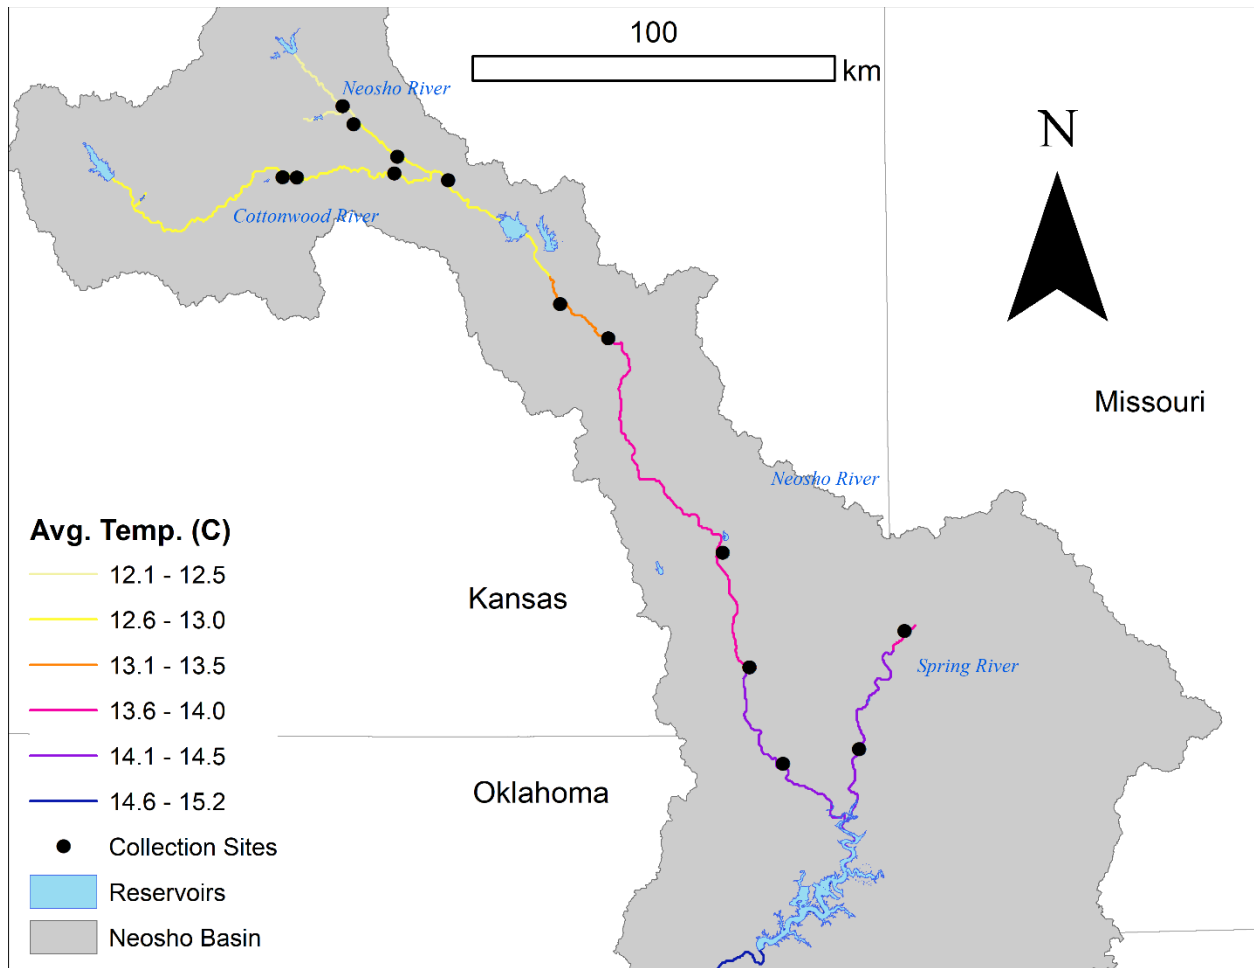 100
km
Neosho River
N
Cottonwood River
Missouri
Neosho River
Avg. Temp. (C)
12.1 - 12.5
12.6 - 13.0
13.1 - 13.5
13.6 - 14.0
14.1 - 14.5
14.6 - 15.2
Collection Sites
Reservoirs
Neosho Basin
Kansas
Spring River
Oklahoma